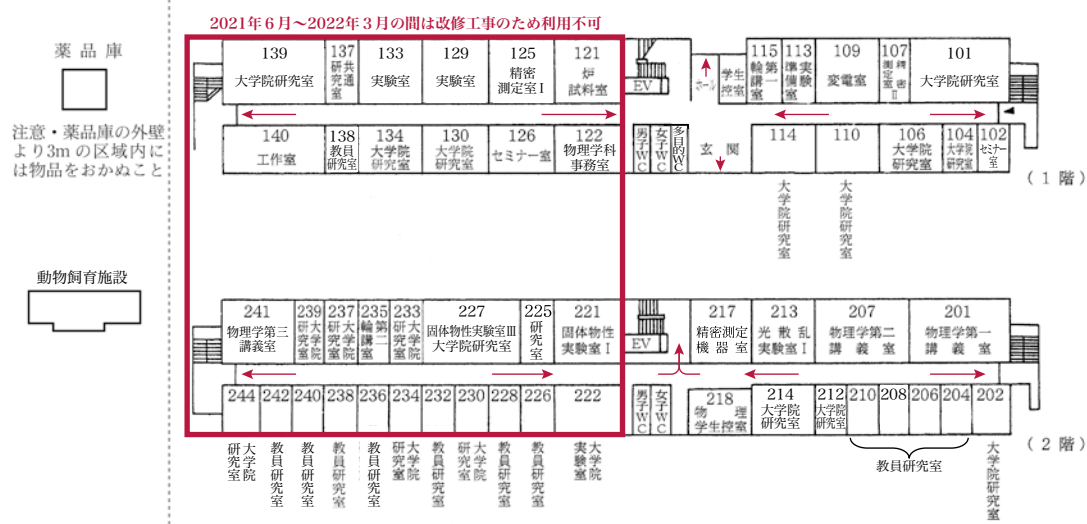 2021年６月～2022年３月の間は改修工事のため利用不可
薬品庫
注意・薬品庫の外壁
より3mの区域内に
は物品をおかぬこと
動物飼育施設
139
大学院研究室
137
共通
研究室
133
実験室
129
実験室
125
精密
測定室Ⅰ
121
炉
試料室
EV
ホール
学生
控室
115
第一
輪講室
113
実験
準備室
109
変電室
107
精密
測定室Ⅱ
101
大学院研究室
140
工作室
138
教員
研究室
134
大学院
研究室
130
大学院
研究室
126
セミナー室
122
物理学科
事務室
男子WC
女子WC
多目的WC
玄関
114
大学院研究室
110
大学院研究室
106
大学院
研究室
104
大学院
研究室
102
セミナー
室
（１階）
241
物理学第三
講義室
239
大学院
研究室
237
大学院
研究室
235
第二
輪講室
233
大学院
研究室
227
固体物性実験室Ⅲ
大学院研究室
225
研究室
221
固体物性
実験室Ⅰ
EV
217
精密測定
機器室
213
光散乱
実験室Ⅰ
207
物理学第二
講義室
201
物理学第一
講義室
244
大学院
研究室
242
教員研究室
240
教員研究室
238
教員研究室
236
教員研究室
234
大学院
研究室
232
教員研究室
230
大学院
研究室
228
教員研究室
226
教員研究室
222
大学院
実験室
男子WC
女子WC
218
物理
学生控室
214
大学院
研究室
212
大学院
研究室
210
208
206
204
教員研究室
202
大学院研究室
（２階）